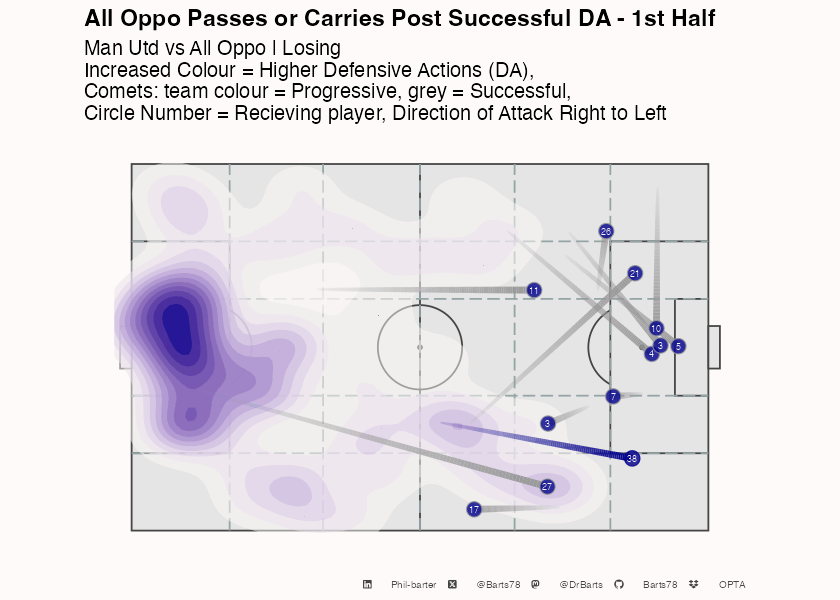 All Oppo Passes or Carries Post Successful DA - 1st Half
Man Utd vs All Oppo | Losing
Increased Colour = Higher Defensive Actions (DA),
Comets: team colour = Progressive, grey = Successful,
Circle Number = Recieving player, Direction of Attack Right to Left
26
21
11
10
3
5
4
7
3
38
27
17
Phil-barter @Barts78 @DrBarts Barts78 OPTA